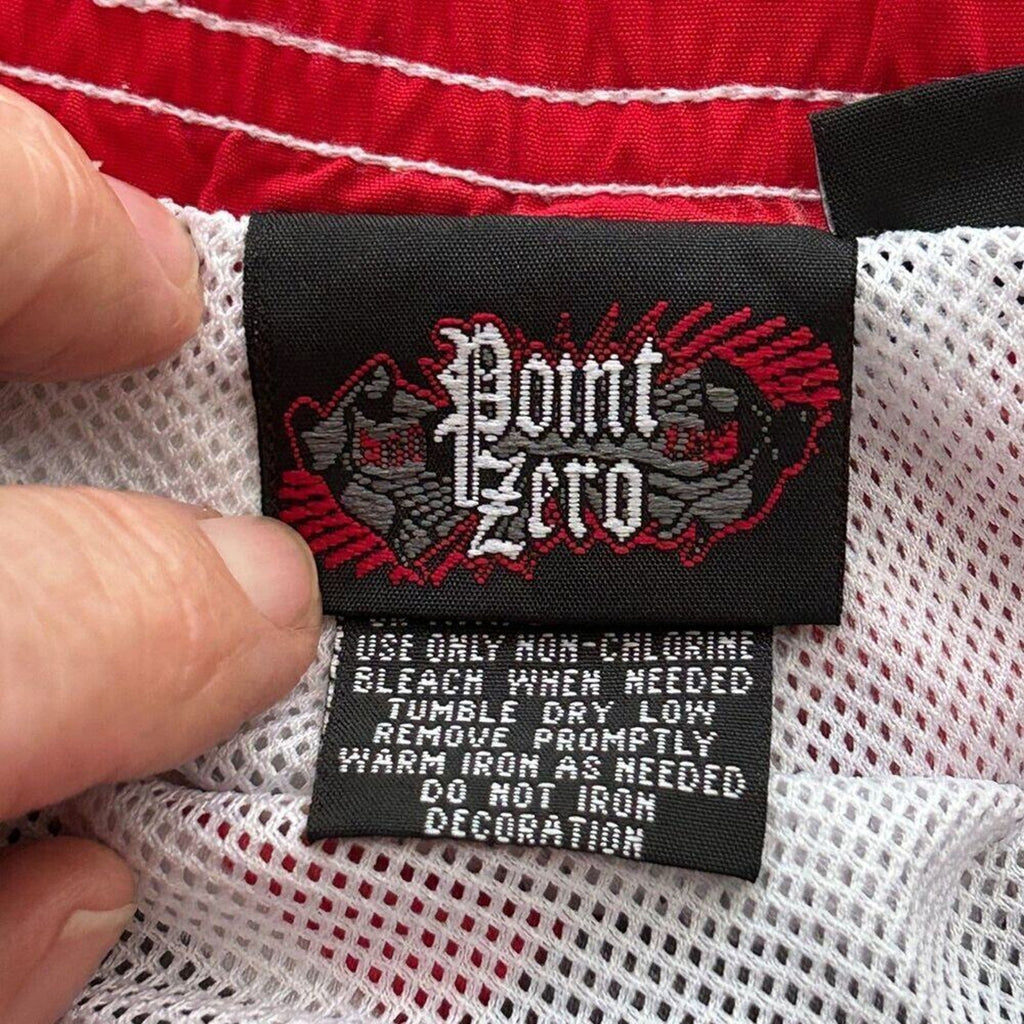 Point
Zero
USE ONLY NON-CHLORINE
BLEACH WHEN NEEDED
TUMBLE DRY LOW
REMOVE PROMPTLY
WARM IRON AS NEEDED
DO NOT IRON
DECORATION